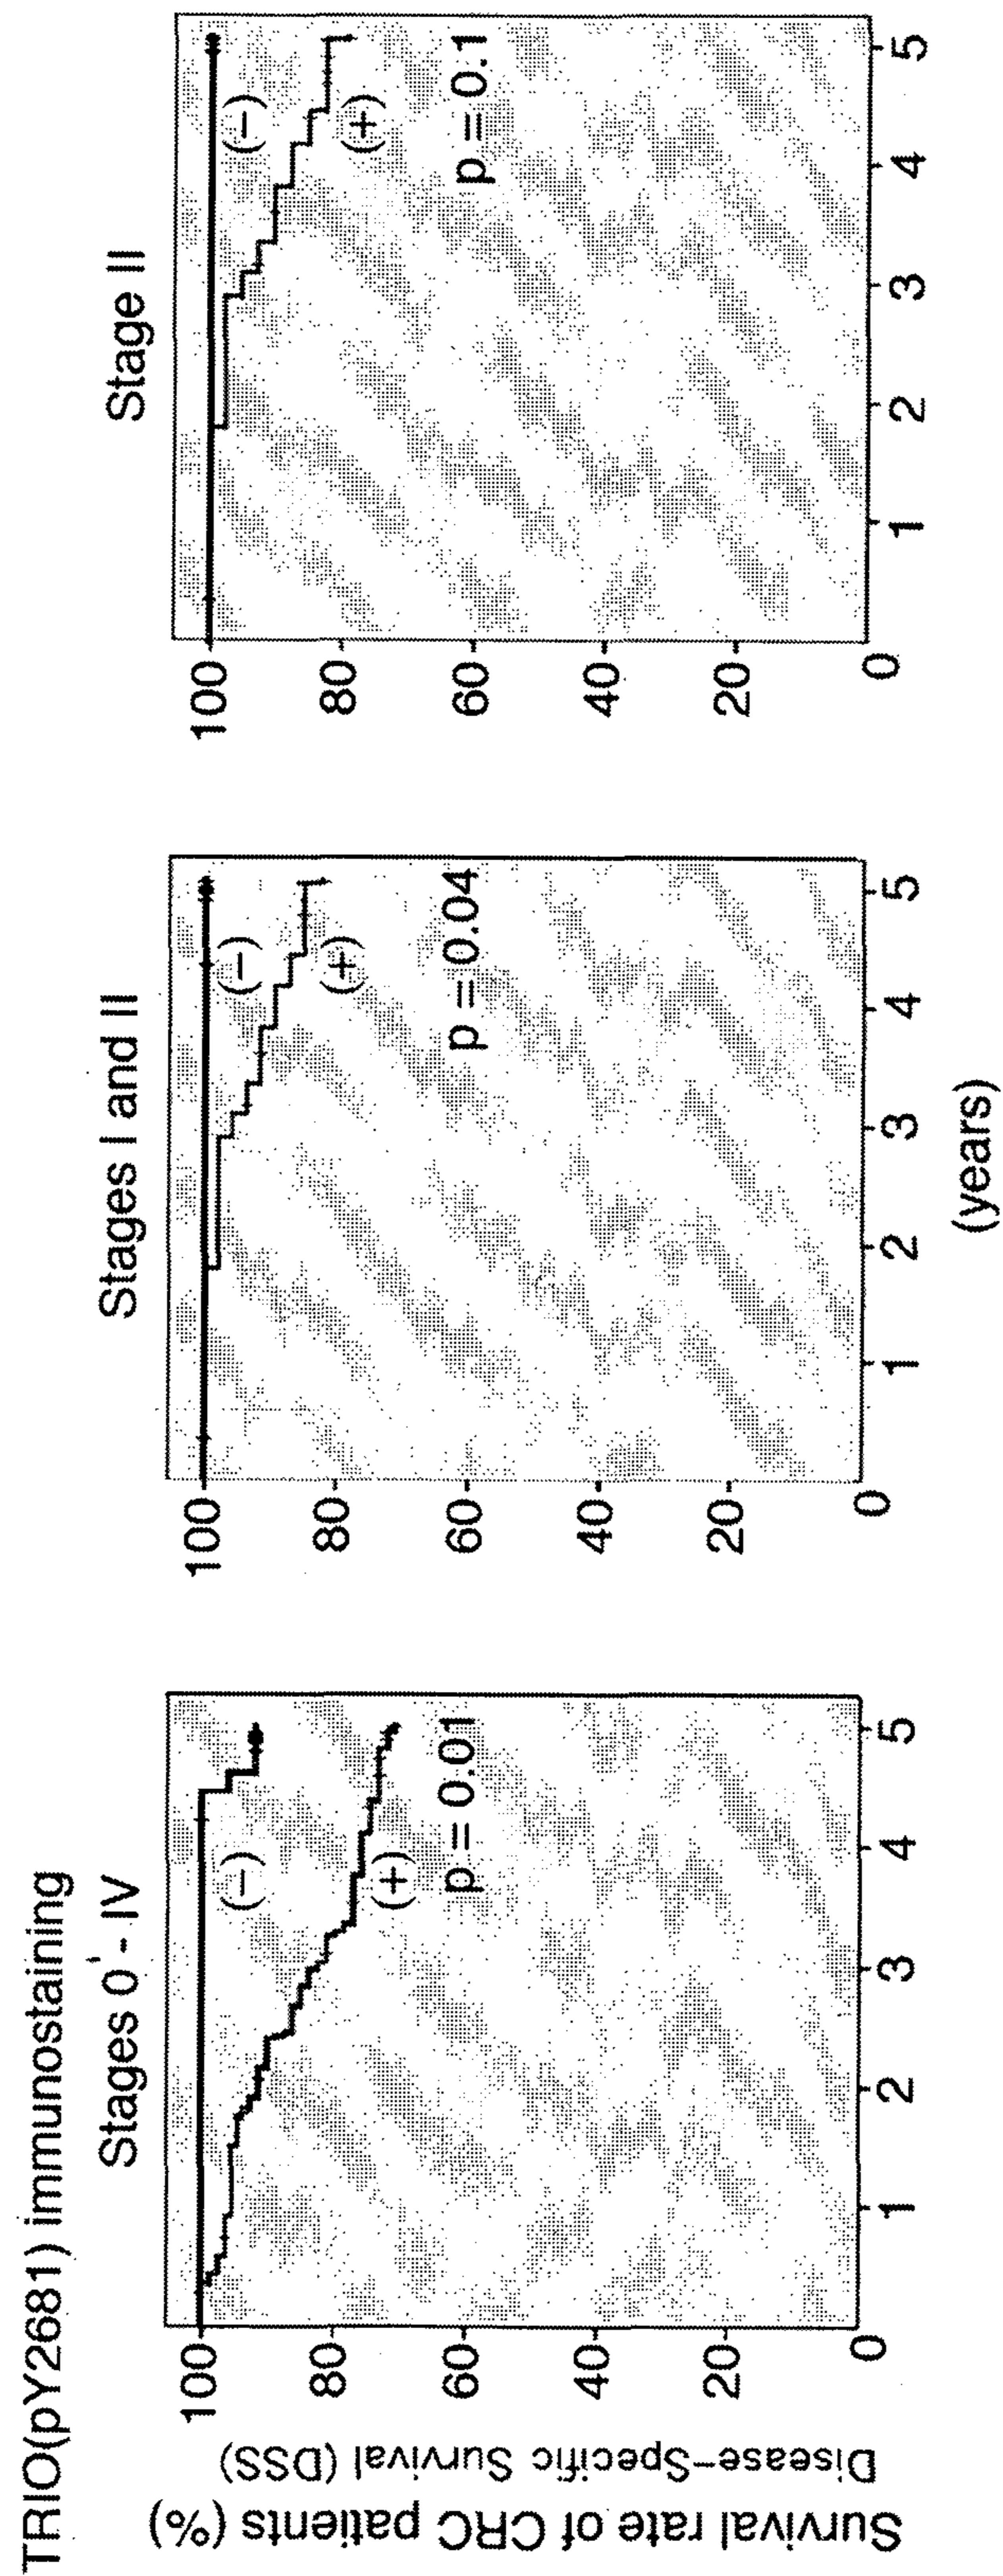 TRIO(pY2681) immunostaining
Survival rate of CRC patients (%)
Disease-Specific Survival (DSS)
Stages 0 - IV
100
80
60
40
20
0
(−)
(+)
p = 0.01
1 2 3 4 5
Stages I and II
100
80
60
40
20
0
(−)
(+)
p = 0.04
1 2 3 4 5
(years)
Stage II
100
80
60
40
20
0
(−)
(+)
p = 0.1
1 2 3 4 5